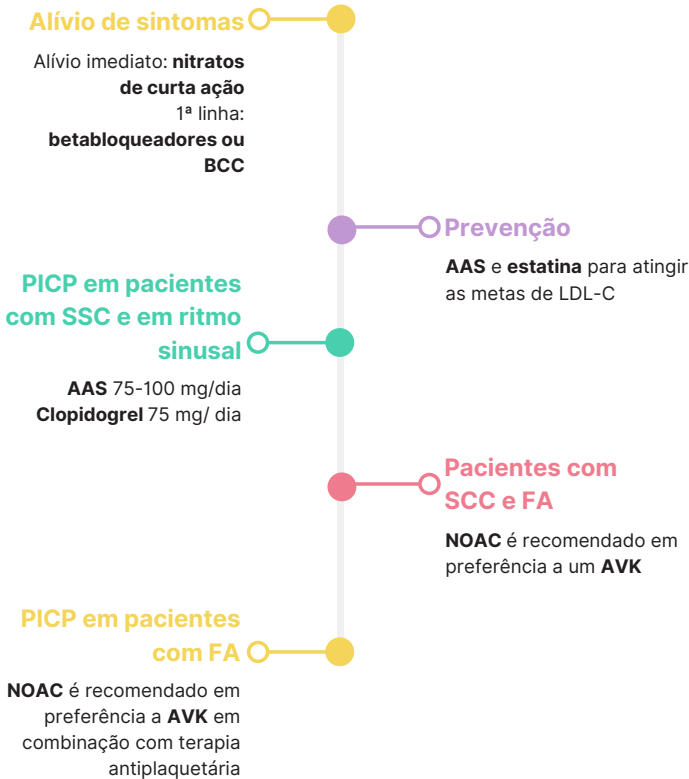 Alívio de sintomas
Alívio imediato: nitratos
de curta ação
1ª linha:
betabloqueadores ou
BCC
Prevenção
AAS e estatina para atingir
as metas de LDL-C
PICP em pacientes
com SSC e em ritmo
sinusal
AAS 75-100 mg/dia
Clopidogrel 75 mg/ dia
Pacientes com
SCC e FA
NOAC é recomendado em
preferência a um AVK
PICP em pacientes
com FA
NOAC é recomendado em
preferência a AVK em
combinação com terapia
antiplaquetária